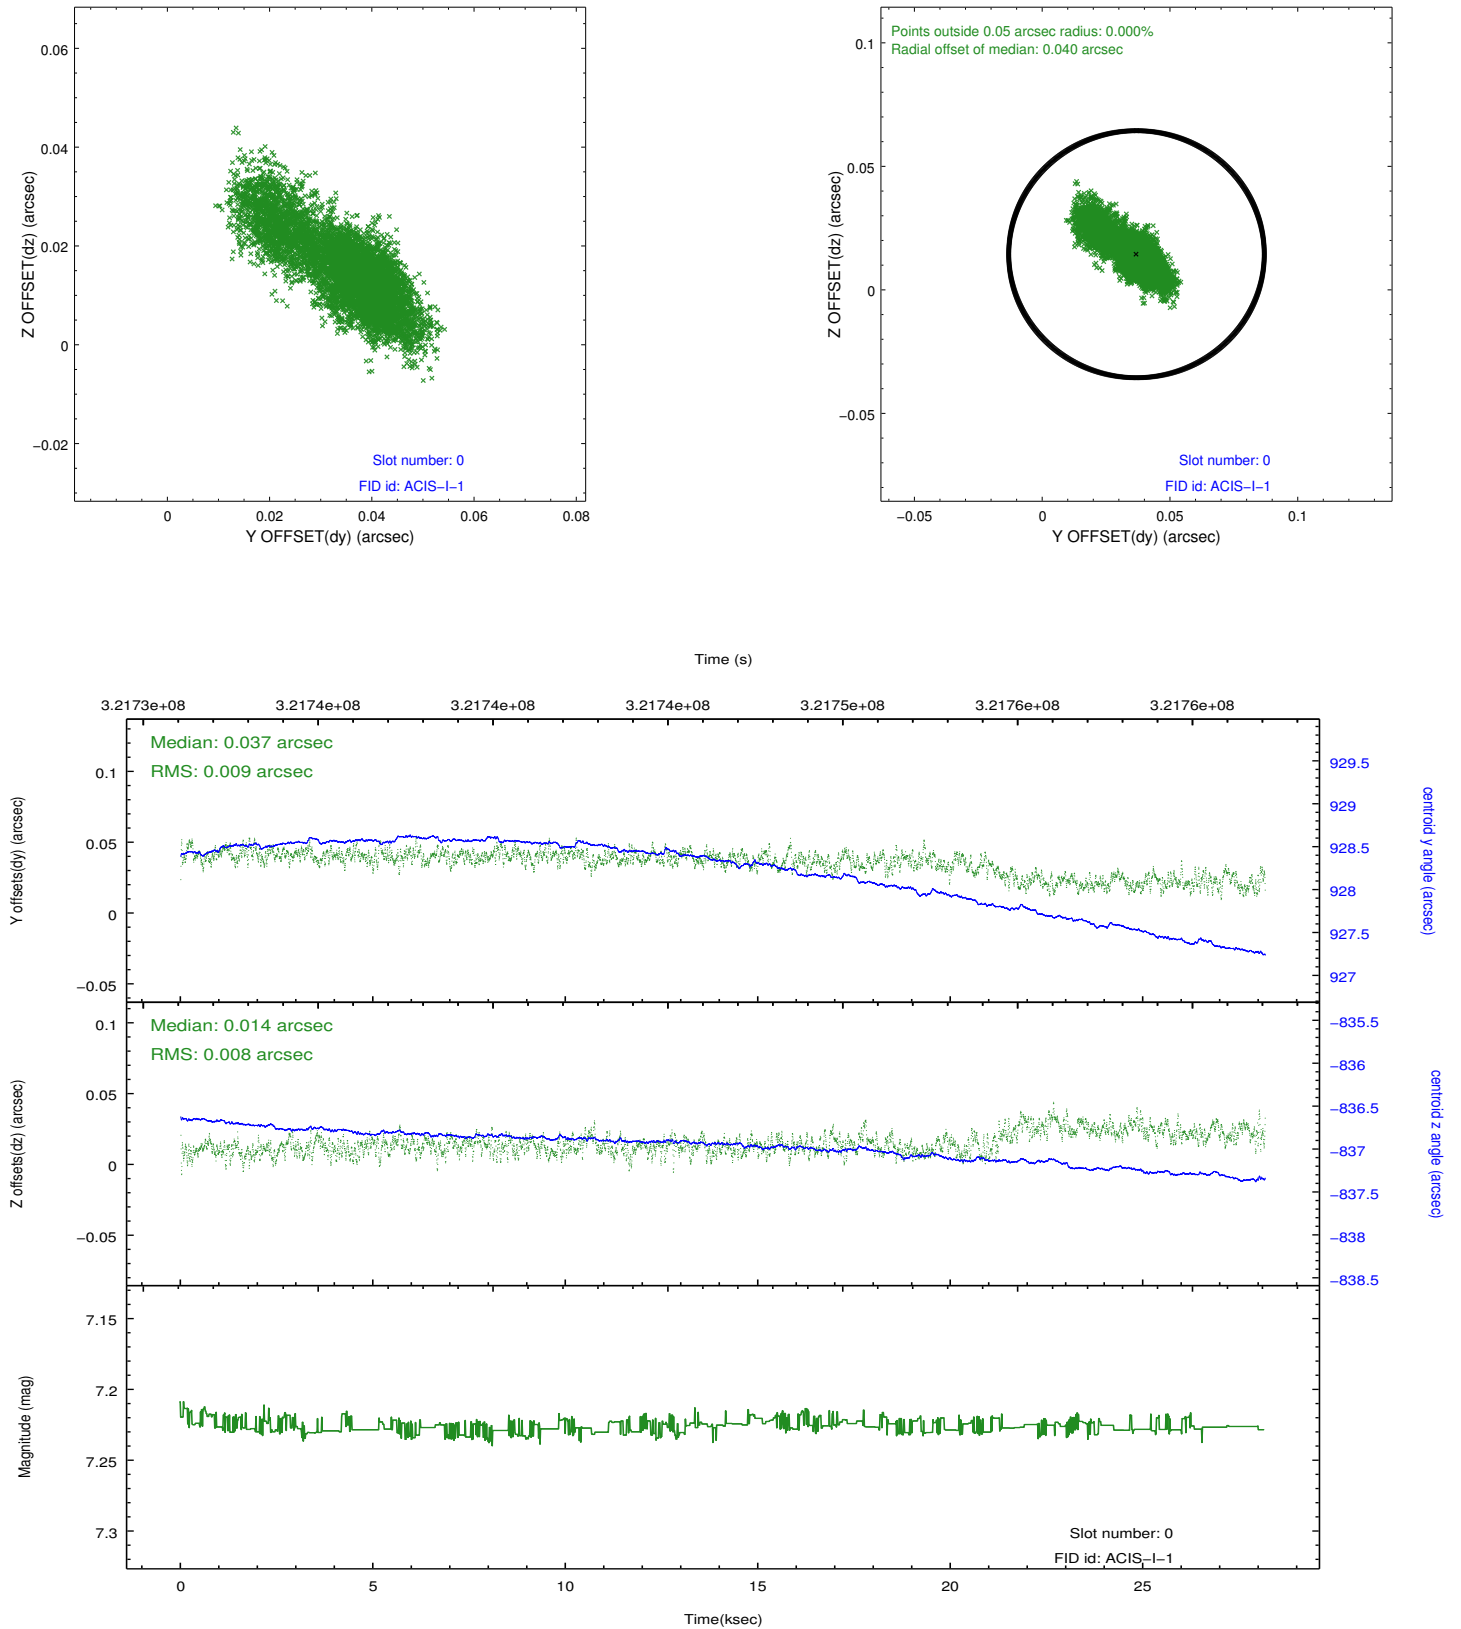 0.06
0.04
0.02
0
−0.02
Z OFFSET(dz) (arcsec)
Slot number: 0
FID id: ACIS−I−1
0 0.02 0.04 0.06 0.08
Y OFFSET(dy) (arcsec)
Points outside 0.05 arcsec radius: 0.000%
Radial offset of median: 0.040 arcsec
0.1
0.05
0
−0.05
Z OFFSET(dz) (arcsec)
Slot number: 0
FID id: ACIS−I−1
−0.05 0 0.05 0.1
Y OFFSET(dy) (arcsec)
Time (s)
3.2173e+08 3.2174e+08 3.2174e+08 3.2174e+08 3.2175e+08 3.2176e+08 3.2176e+08
Median: 0.037 arcsec
RMS: 0.009 arcsec
0.1
0.05
0
−0.05
Y offsets(dy) (arcsec)
929.5
929
928.5
928
927.5
927
centroid y angle (arcsec)
Median: 0.014 arcsec
RMS: 0.008 arcsec
0.1
0.05
0
−0.05
Z offsets(dz) (arcsec)
−835.5
−836
−836.5
−837
−837.5
−838
−838.5
centroid z angle (arcsec)
7.15
7.2
7.25
7.3
Magnitude (mag)
Slot number: 0
FID id: ACIS−I−1
0 5 10 15 20 25
Time(ksec)